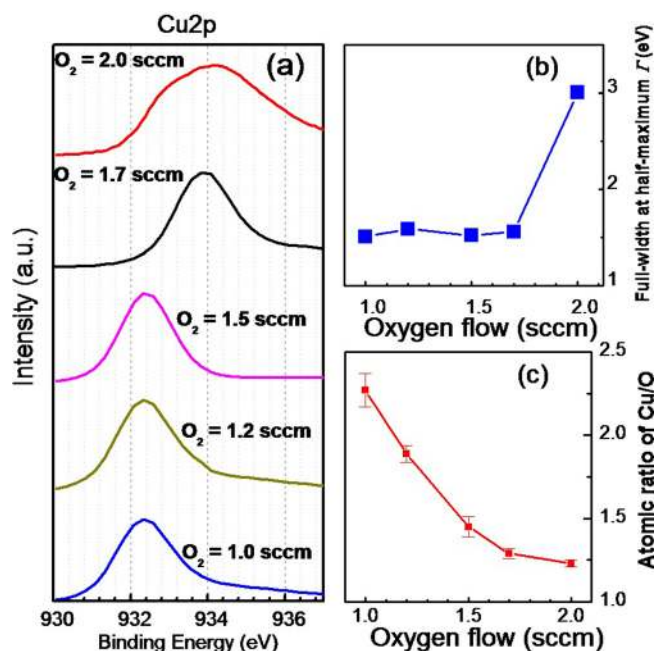 Cu2p
O₂ = 2.0 sccm
(a)
O₂ = 1.7 sccm
O₂ = 1.5 sccm
O₂ = 1.2 sccm
O₂ = 1.0 sccm
Intensity (a.u.)
930 932 934 936
Binding Energy (eV)
(b)
3
2
1
Full-width at half-maximum Γ (eV)
1.0 1.5 2.0
Oxygen flow (sccm)
(c)
2.5
2.0
1.5
1.0
Atomic ratio of Cu/O
1.0 1.5 2.0
Oxygen flow (sccm)